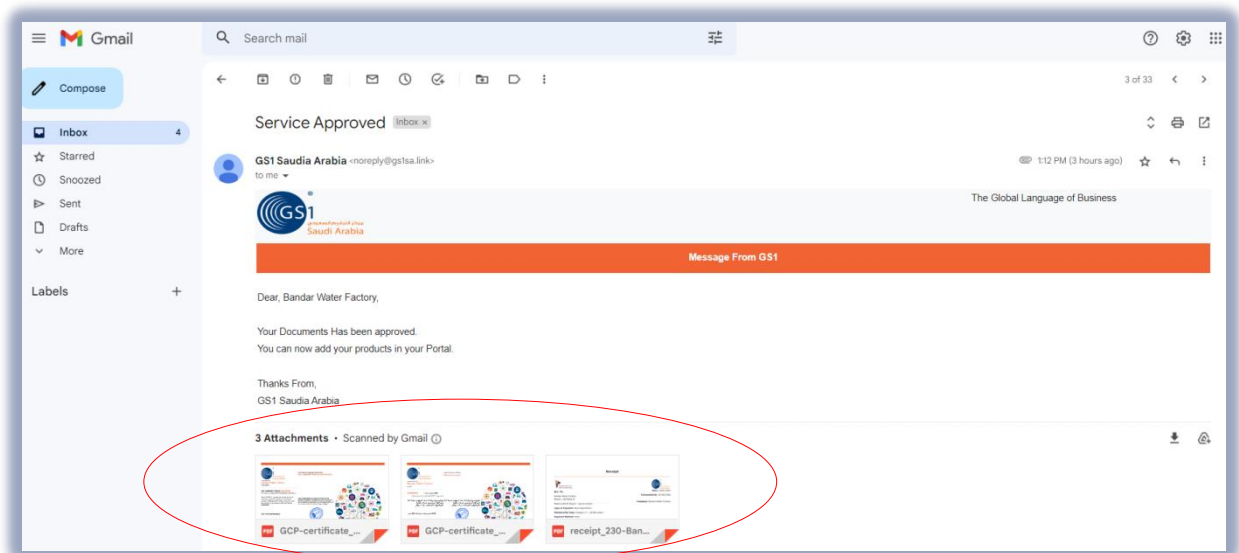 Gmail
Search mail
Compose
3 of 33
Inbox 4
Starred
Snoozed
Sent
Drafts
More
Labels
Service Approved Inbox ×
GS1 Saudia Arabia <noreply@gs1sa.link>
to me
1:12 PM (3 hours ago)
GS1
Saudi Arabia
The Global Language of Business
Message From GS1
Dear, Bandar Water Factory,
Your Documents Has been approved.
You can now add your products in your Portal.
Thanks From,
GS1 Saudia Arabia
3 Attachments • Scanned by Gmail
Receipt
PDF GCP-certificate_...
PDF GCP-certificate_...
PDF receipt_230-Ban...